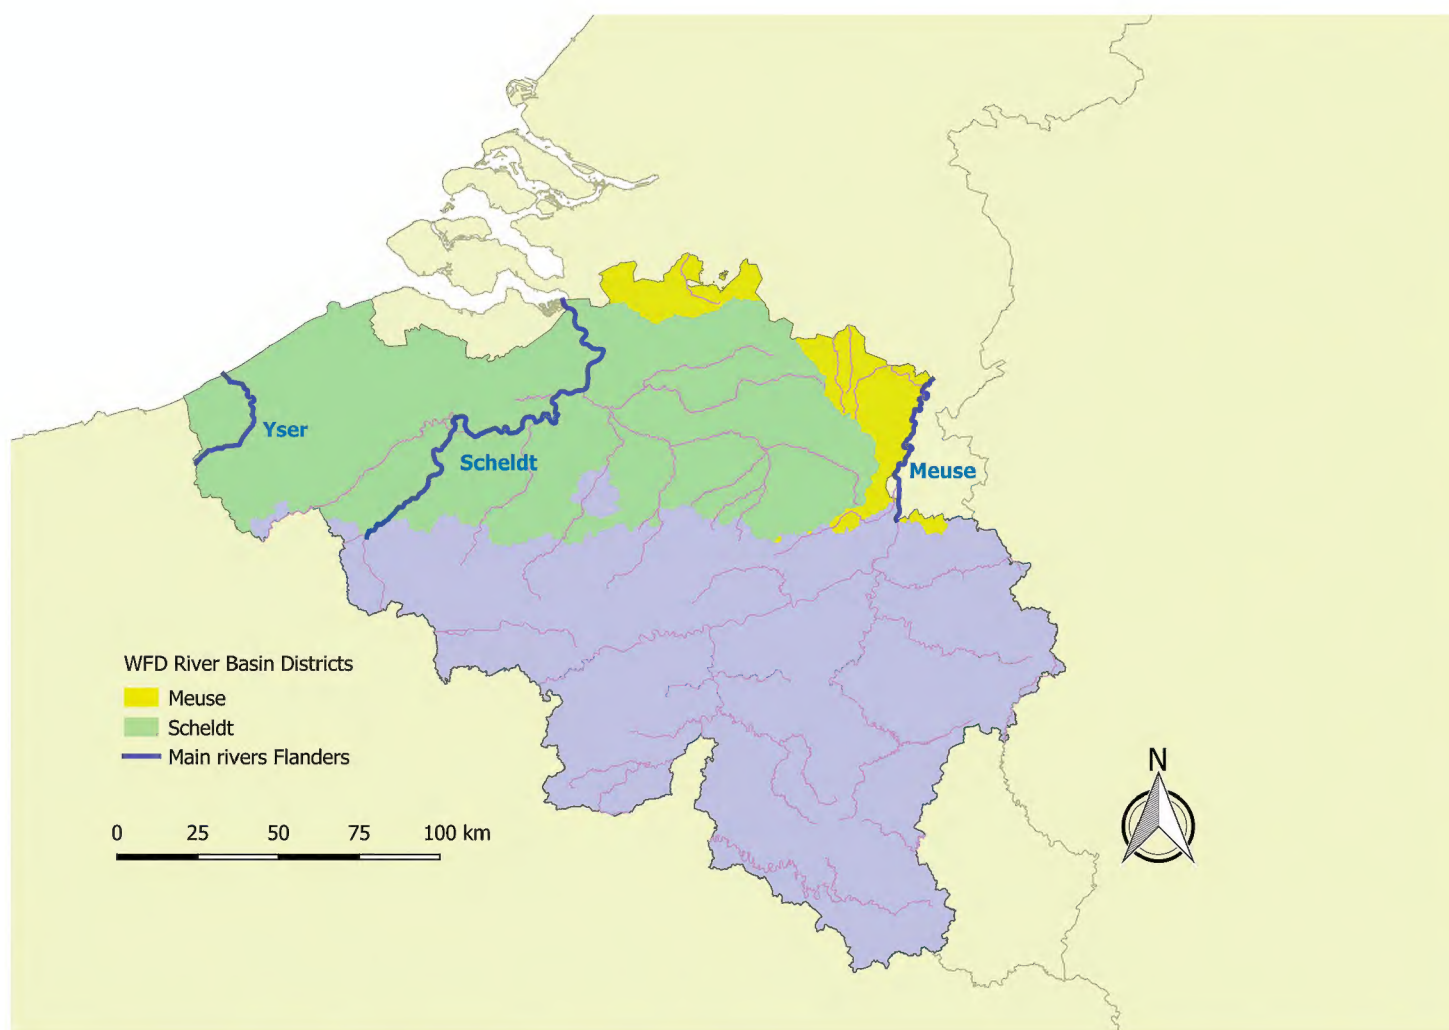 Yser
Scheldt
Meuse
WFD River Basin Districts
Meuse
Scheldt
Main rivers Flanders
0 25 50 75 100 km
N